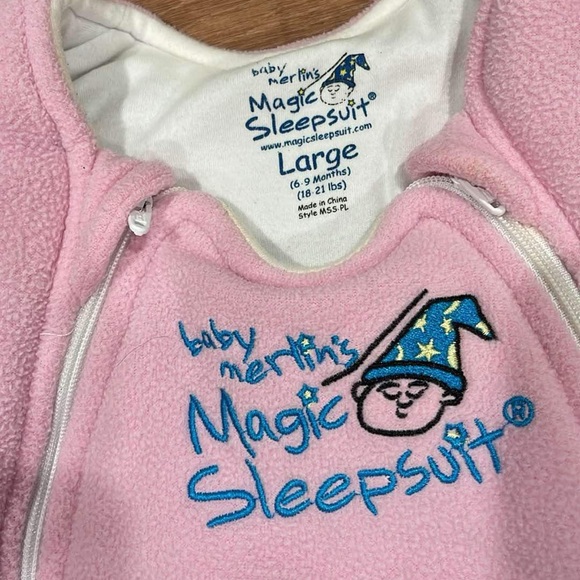 baby
merlin's
Magic
Sleepsuit®
www.magicsleepsuit.com
Large
(6-9 Months)
(18-21 lbs)
Made in China
Style MSS-PL
baby
merlin's
Magic
Sleepsuit®